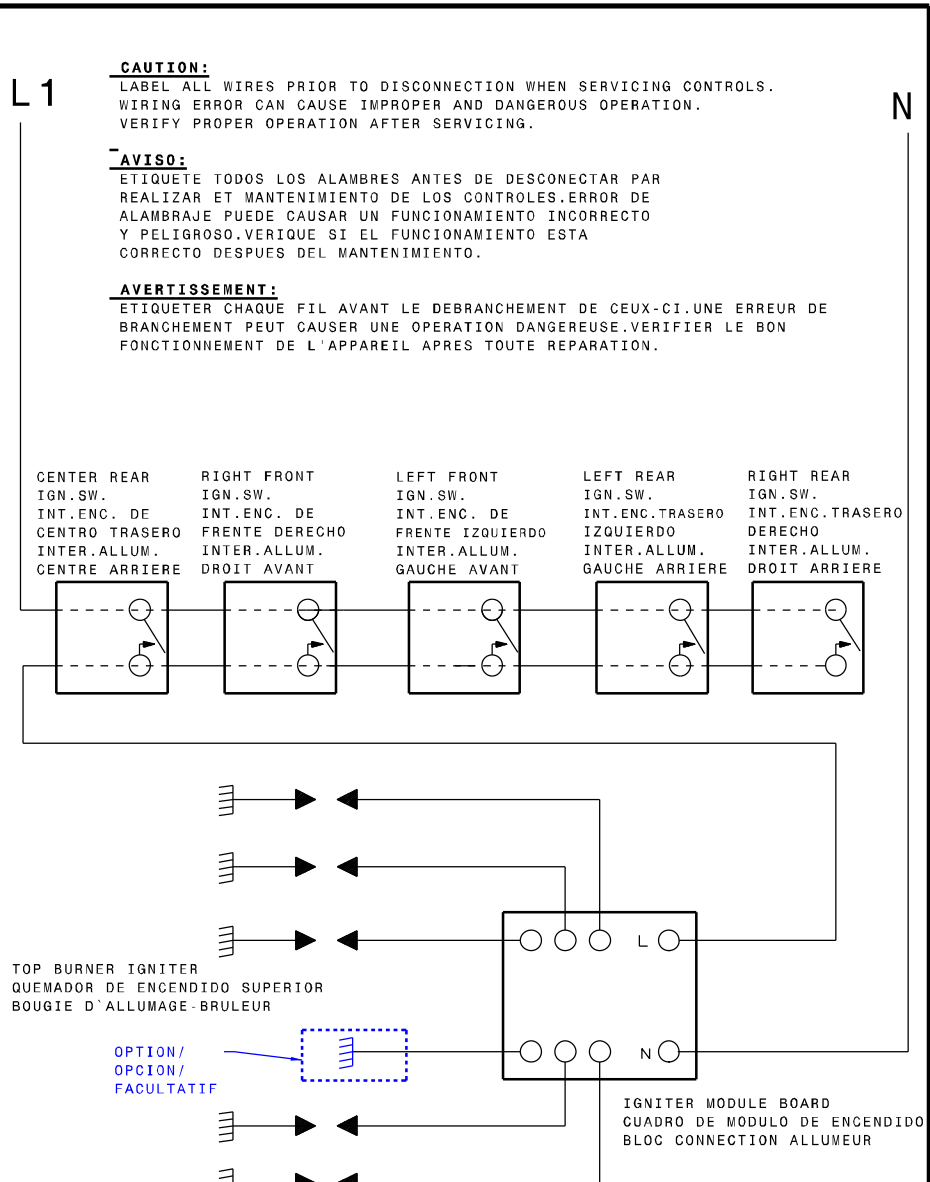 L1
N
CAUTION:
LABEL ALL WIRES PRIOR TO DISCONNECTION WHEN SERVICING CONTROLS.
WIRING ERROR CAN CAUSE IMPROPER AND DANGEROUS OPERATION.
VERIFY PROPER OPERATION AFTER SERVICING.
AVISO:
ETIQUETE TODOS LOS ALAMBRES ANTES DE DESCONECTAR PAR
REALIZAR ET MANTENIMIENTO DE LOS CONTROLES.ERROR DE
ALAMBRAJE PUEDE CAUSAR UN FUNCIONAMIENTO INCORRECTO
Y PELIGROSO.VERIQUE SI EL FUNCIONAMIENTO ESTA
CORRECTO DESPUES DEL MANTENIMIENTO.
AVERTISSEMENT:
ETIQUETER CHAQUE FIL AVANT LE DEBRANCHEMENT DE CEUX-CI.UNE ERREUR DE
BRANCHEMENT PEUT CAUSER UNE OPERATION DANGEREUSE.VERIFIER LE BON
FONCTIONNEMENT DE L'APPAREIL APRES TOUTE REPARATION.
CENTER REAR
IGN.SW.
INT.ENC. DE
CENTRO TRASERO
INTER.ALLUM.
CENTRE ARRIERE
RIGHT FRONT
IGN.SW.
INT.ENC. DE
FRENTE DERECHO
INTER.ALLUM.
DROIT AVANT
LEFT FRONT
IGN.SW.
INT.ENC. DE
FRENTE IZQUIERDO
INTER.ALLUM.
GAUCHE AVANT
LEFT REAR
IGN.SW.
INT.ENC.TRASERO
IZQUIERDO
INTER.ALLUM.
GAUCHE ARRIERE
RIGHT REAR
IGN.SW.
INT.ENC.TRASERO
DERECHO
INTER.ALLUM.
DROIT ARRIERE
L
TOP BURNER IGNITER
QUEMADOR DE ENCENDIDO SUPERIOR
BOUGIE D`ALLUMAGE-BRULEUR
OPTION/
OPCION/
FACULTATIF
N
IGNITER MODULE BOARD
CUADRO DE MODULO DE ENCENDIDO
BLOC CONNECTION ALLUMEUR